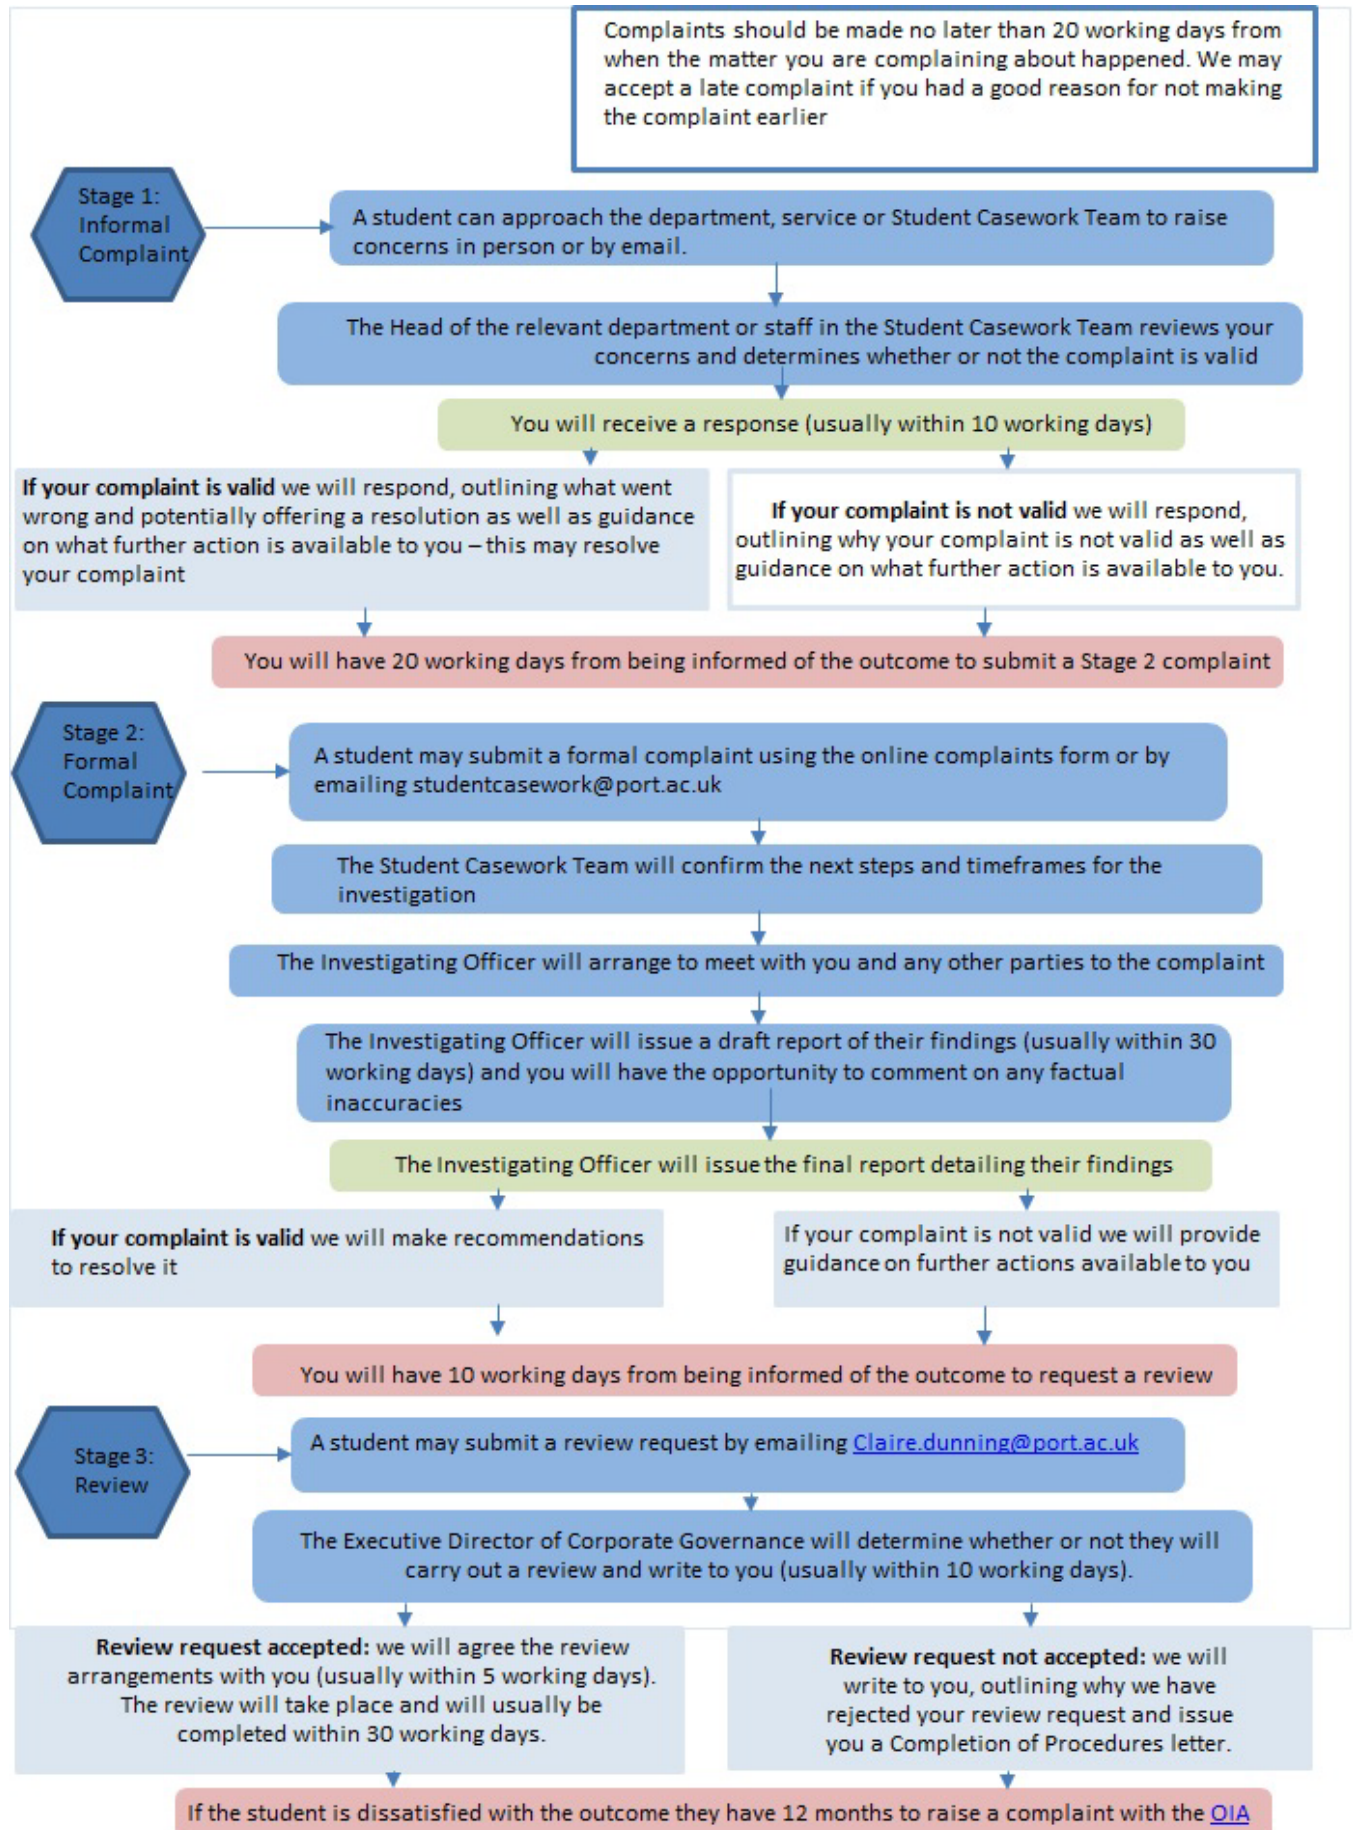 Complaints should be made no later than 20 working days from
when the matter you are complaining about happened. We may
accept a late complaint if you had a good reason for not making
the complaint earlier
Stage 1:
Informal
Complaint
A student can approach the department, service or Student Casework Team to raise
concerns in person or by email.
The Head of the relevant department or staff in the Student Casework Team reviews your
concerns and determines whether or not the complaint is valid
You will receive a response (usually within 10 working days)
If your complaint is valid we will respond, outlining what went
wrong and potentially offering a resolution as well as guidance
on what further action is available to you – this may resolve
your complaint
If your complaint is not valid we will respond,
outlining why your complaint is not valid as well as
guidance on what further action is available to you.
You will have 20 working days from being informed of the outcome to submit a Stage 2 complaint
Stage 2:
Formal
Complaint
A student may submit a formal complaint using the online complaints form or by
emailing studentcasework@port.ac.uk
The Student Casework Team will confirm the next steps and timeframes for the
investigation
The Investigating Officer will arrange to meet with you and any other parties to the complaint
The Investigating Officer will issue a draft report of their findings (usually within 30
working days) and you will have the opportunity to comment on any factual
inaccuracies
The Investigating Officer will issue the final report detailing their findings
If your complaint is valid we will make recommendations
to resolve it
If your complaint is not valid we will provide
guidance on further actions available to you
You will have 10 working days from being informed of the outcome to request a review
Stage 3:
Review
A student may submit a review request by emailing Claire.dunning@port.ac.uk
The Executive Director of Corporate Governance will determine whether or not they will
carry out a review and write to you (usually within 10 working days).
Review request accepted: we will agree the review
arrangements with you (usually within 5 working days).
The review will take place and will usually be
completed within 30 working days.
Review request not accepted: we will
write to you, outlining why we have
rejected your review request and issue
you a Completion of Procedures letter.
If the student is dissatisfied with the outcome they have 12 months to raise a complaint with the OIA